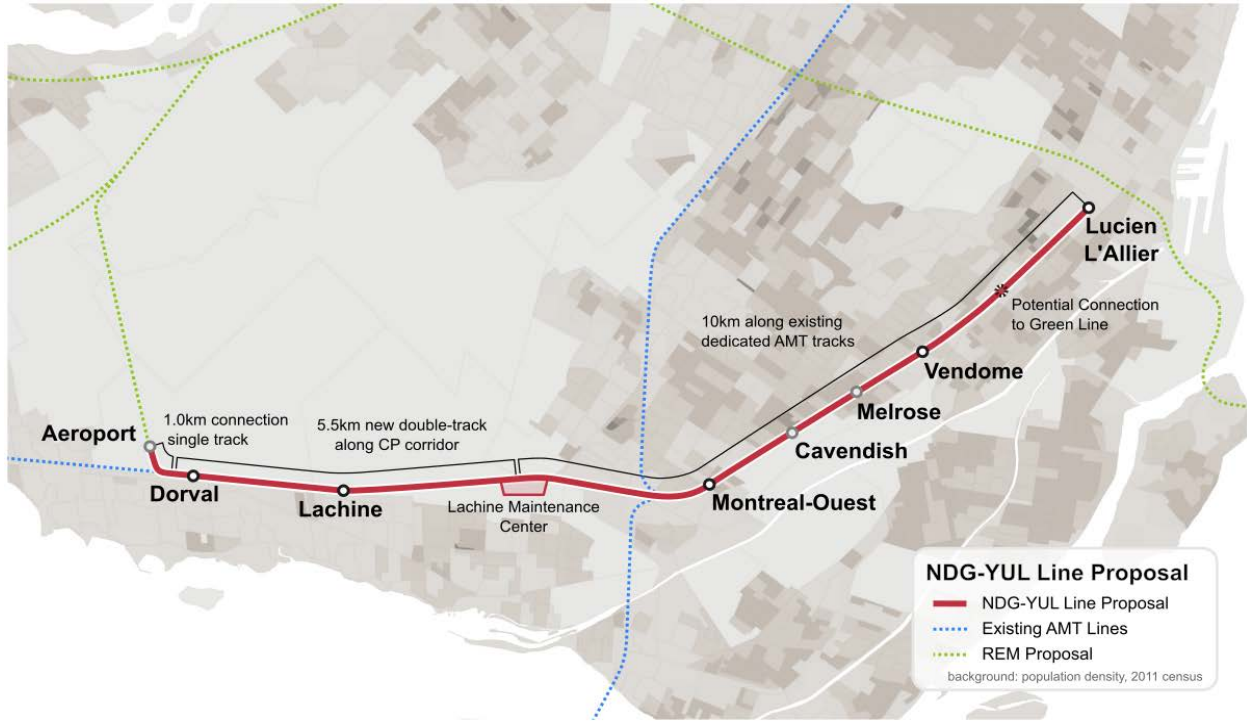 Lucien
L'Allier
Potential Connection
to Green Line
10km along existing
dedicated AMT tracks
Vendome
Melrose
Cavendish
Montreal-Ouest
Aeroport
1.0km connection
single track
5.5km new double-track
along CP corridor
Dorval
Lachine
Lachine Maintenance
Center
NDG-YUL Line Proposal
NDG-YUL Line Proposal
Existing AMT Lines
REM Proposal
background: population density, 2011 census